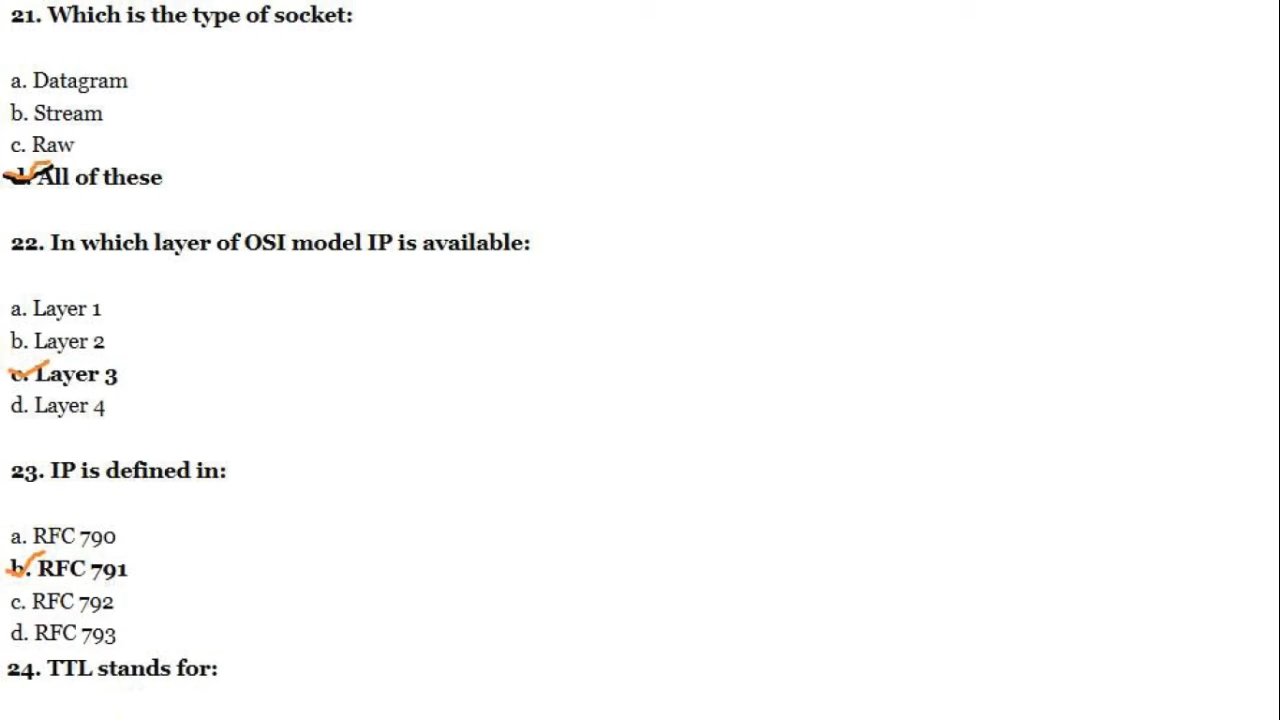 21. Which is the type of socket:
a. Datagram
b. Stream
c. Raw
d. All of these
22. In which layer of OSI model IP is available:
a. Layer 1
b. Layer 2
c. Layer 3
d. Layer 4
23. IP is defined in:
a. RFC 790
b. RFC 791
c. RFC 792
d. RFC 793
24. TTL stands for: